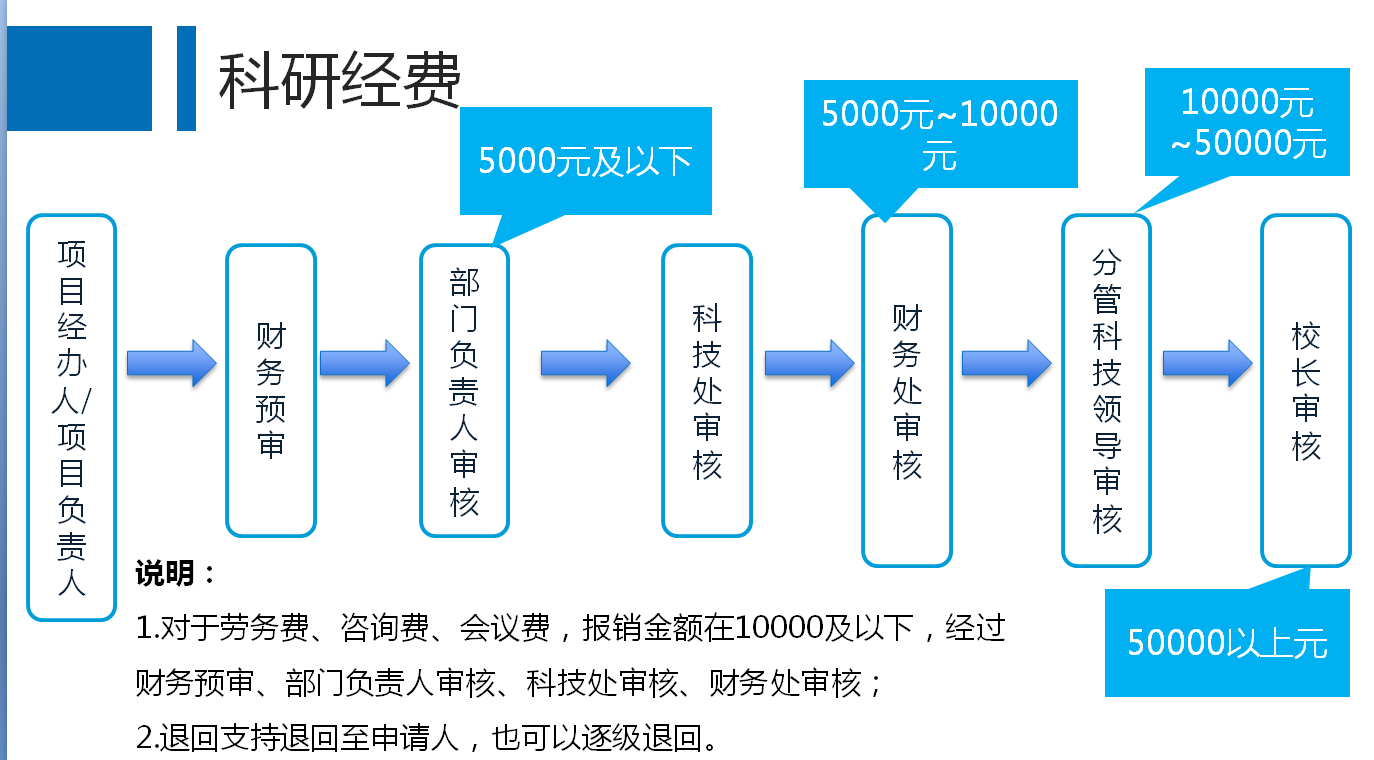 科研经费
5000元及以下
5000元~10000
元
10000元
~50000元
项目经办人/项目负责人
财务预审
部门负责人审核
科技处审核
财务处审核
分管科技领导审核
校长审核
50000以上元
说明：
1.对于劳务费、咨询费、会议费，报销金额在10000及以下，经过
财务预审、部门负责人审核、科技处审核、财务处审核；
2.退回支持退回至申请人，也可以逐级退回。